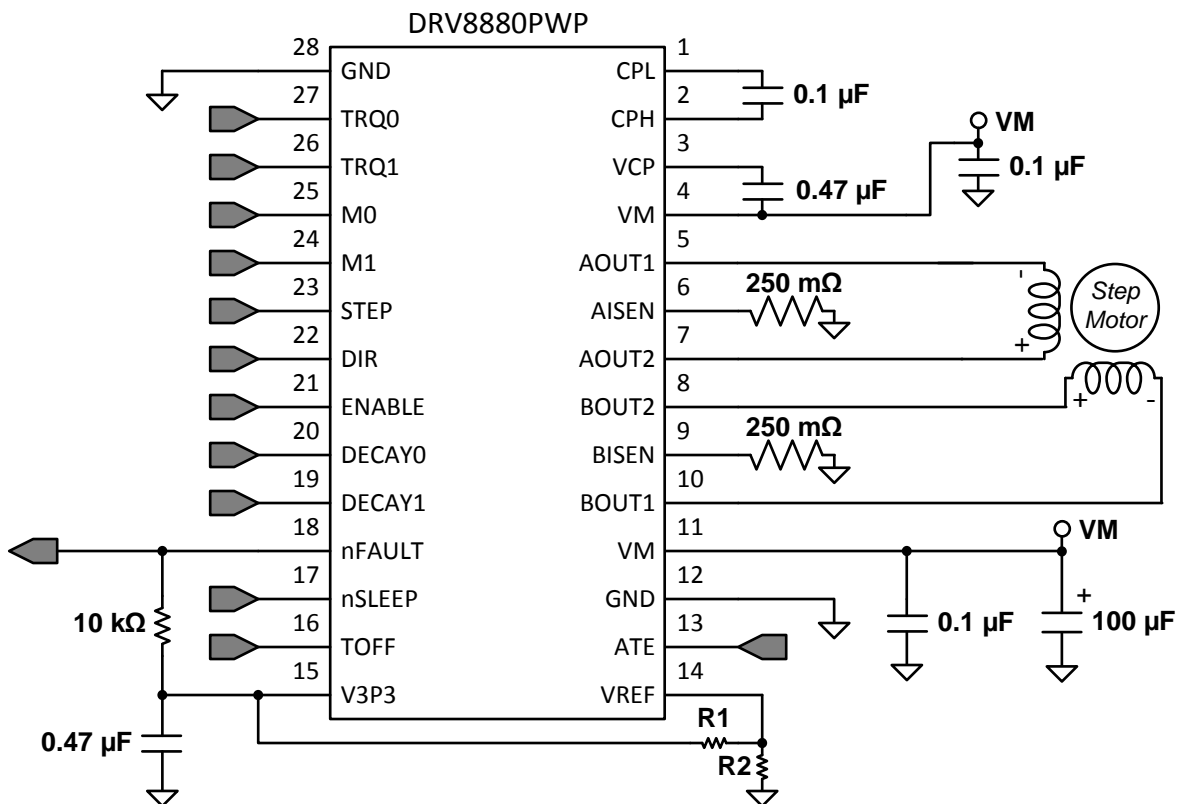 DRV8880PWP
28 GND CPL 1
27 TRQ0 CPH 2
26 TRQ1 VCP 3
25 M0 VM 4
24 M1 AOUT1 5
23 STEP AISEN 6
22 DIR AOUT2 7
21 ENABLE BOUT2 8
20 DECAY0 BISEN 9
19 DECAY1 BOUT1 10
18 nFAULT VM 11
17 nSLEEP GND 12
16 TOFF ATE 13
15 V3P3 VREF 14
0.1 µF
VM
0.1 µF
0.47 µF
250 mΩ
-
+
Step
Motor
+ -
250 mΩ
VM
+
0.1 µF
100 µF
10 kΩ
0.47 µF
R1
R2